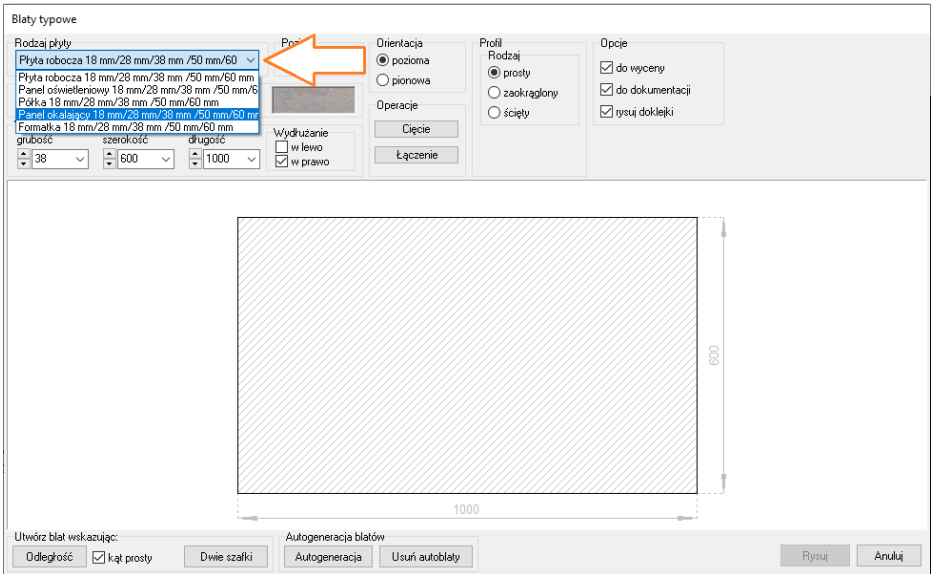 Blaty typowe
Rodzaj płyty
Orientacja
Profil
Opcje
Płyta robocza 18 mm/28 mm/38 mm /50 mm/60
pozioma
Rodzaj
do wyceny
Płyta robocza 18 mm/28 mm/38 mm /50 mm/60 mm
pionowa
prosty
Panel oświetleniowy 18 mm/28 mm/38 mm /50 mm/6
zaokrąglony
do dokumentacji
Półka 18 mm/28 mm/38 mm /50 mm/60 mm
Operacje
Panel okalający 18 mm/28 mm/38 mm /50 mm/60 mm
ścięty
rysuj doklejki
Formatka 18 mm/28 mm/38 mm /50 mm/60 mm
Cięcie
grubość szerokość długość
Wydłużanie
w lewo
38 600 1000
w prawo
Łączenie
600
1000
Utwórz blat wskazując:
Autogeneracja blatów
Odległość kąt prosty Dwie szafki Autogeneracja Usuń autoblaty Rysuj Anuluj